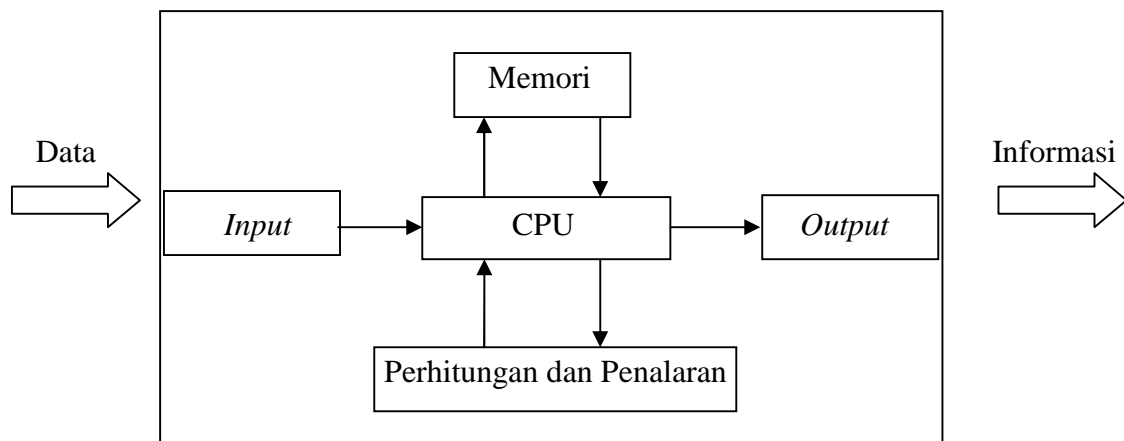 Memori
Data
Informasi
Input
CPU
Output
Perhitungan dan Penalaran